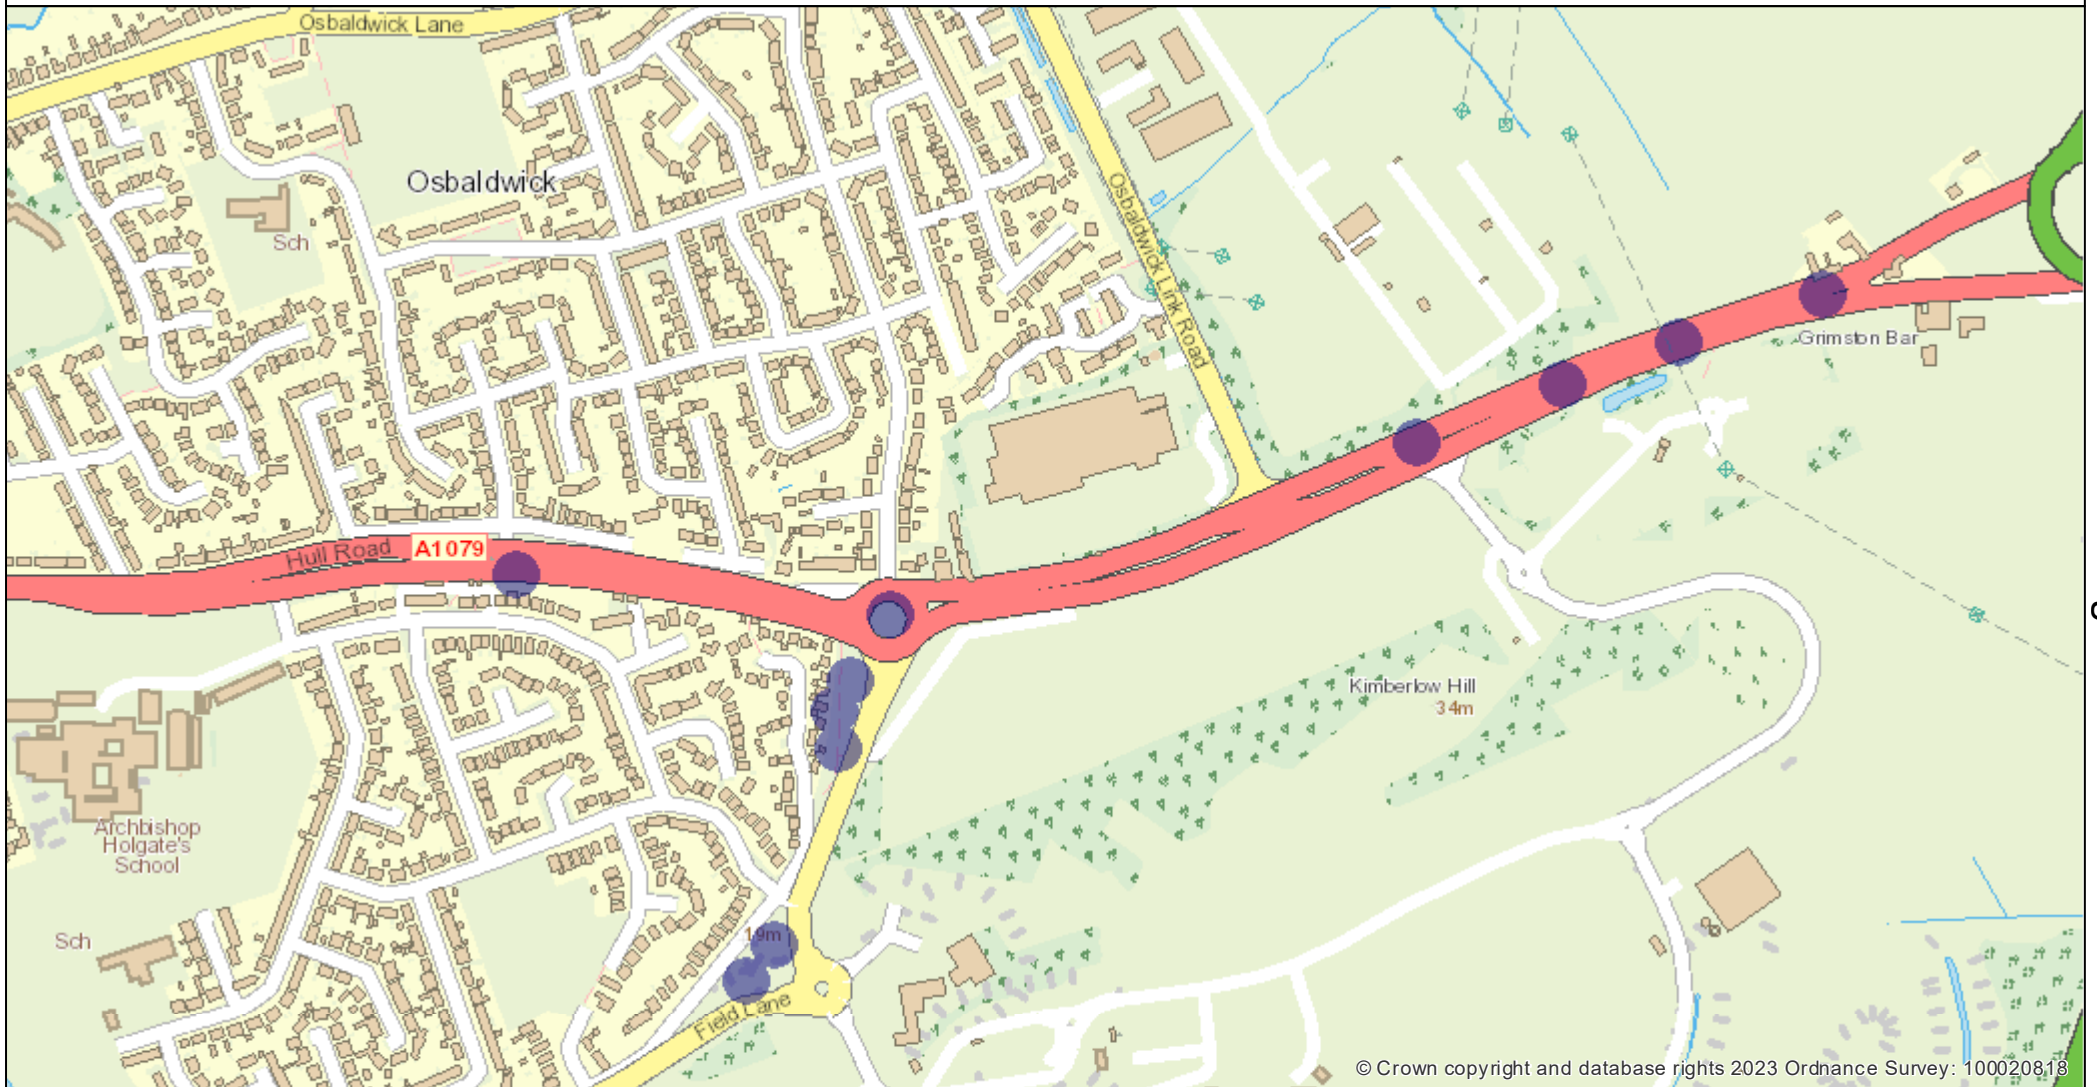 Osbaldwick Lane
Osbaldwick
Sch
Osbaldwick Link Road
Grimston Bar
Hull Road
A1079
Kimberlow Hill
34m
Archbishop
Holgate's
School
Sch
19m
Field Lane
© Crown copyright and database rights 2023 Ordnance Survey: 100020818